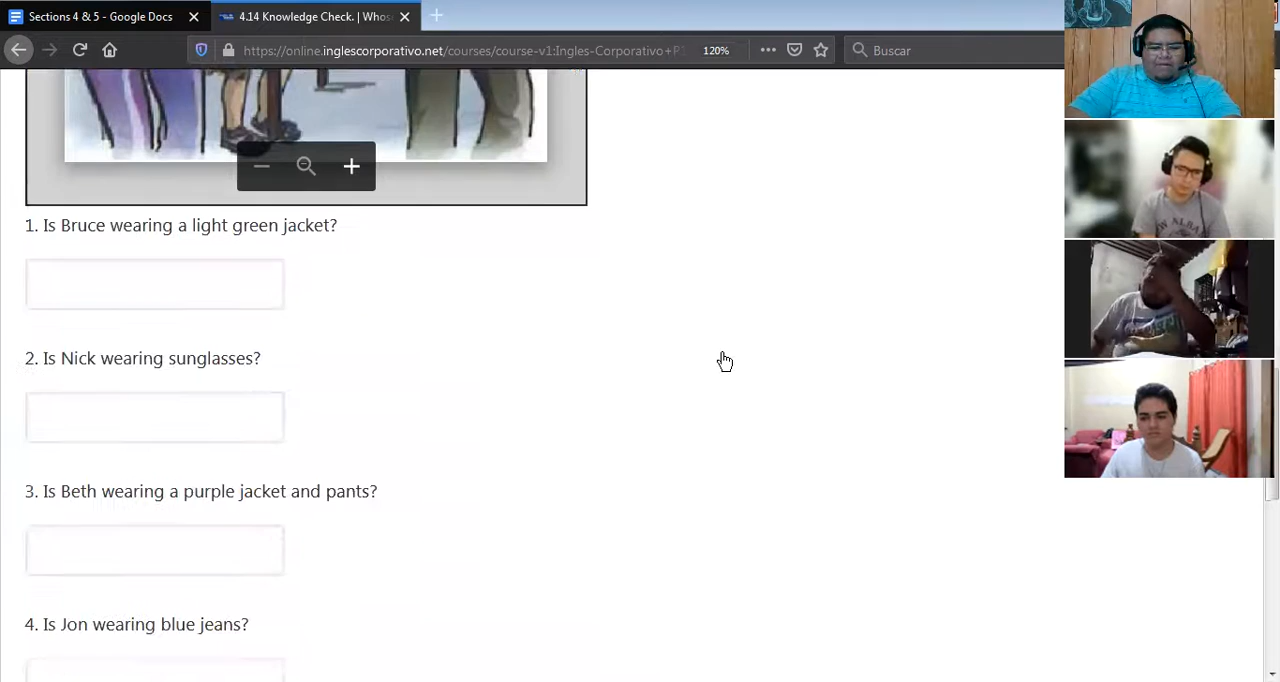 Sections 4 & 5 - Google Docs
4.14 Knowledge Check. | Whos
https://online.inglescorporativo.net/courses/course-v1:Ingles-Corporativo+P
120%
Buscar
1. Is Bruce wearing a light green jacket?
2. Is Nick wearing sunglasses?
3. Is Beth wearing a purple jacket and pants?
4. Is Jon wearing blue jeans?